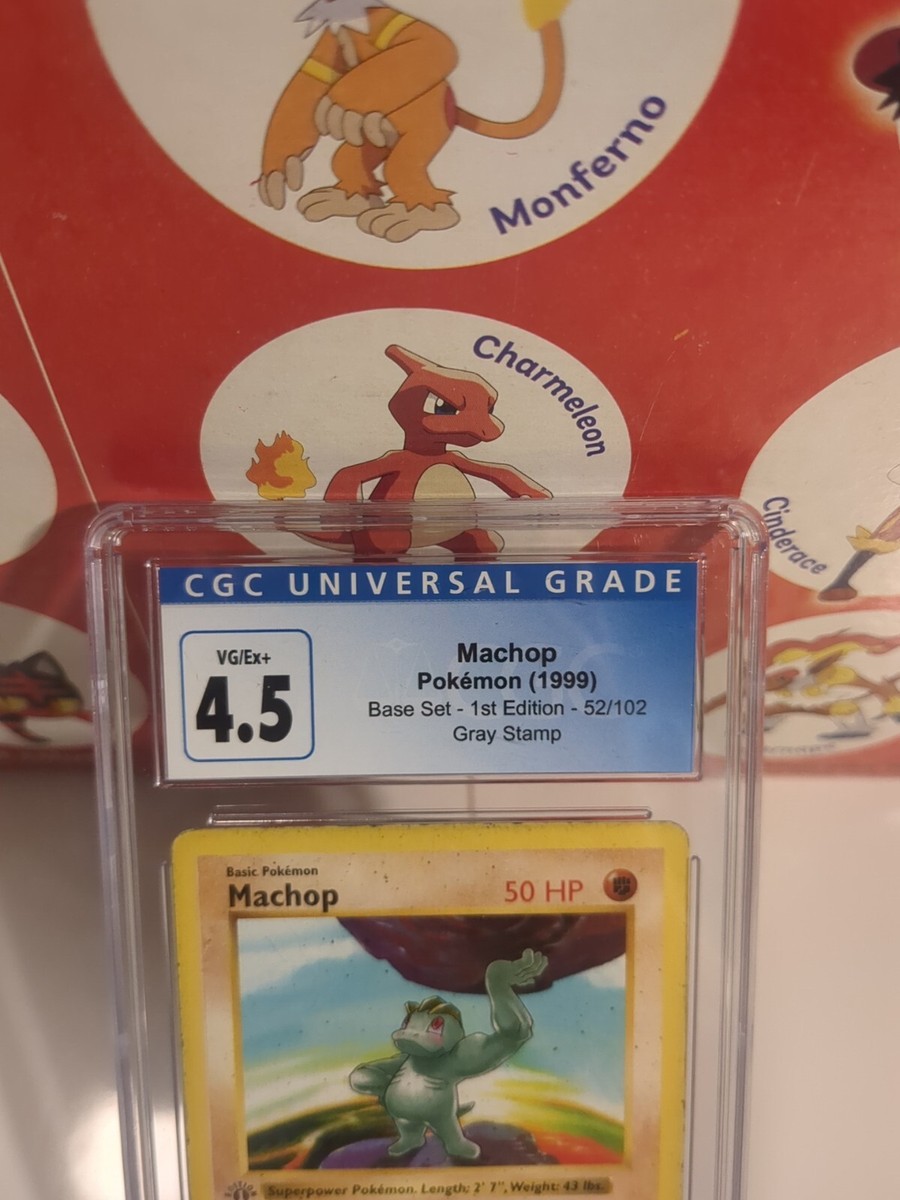 Monferno
Charmeleon
Cinderace
CGC UNIVERSAL GRADE
VG/Ex+
4.5
Machop
Pokémon (1999)
Base Set - 1st Edition - 52/102
Gray Stamp
Basic Pokémon
Machop
50 HP
1
Superpower Pokémon. Length: 2' 7", Weight: 43 lbs.